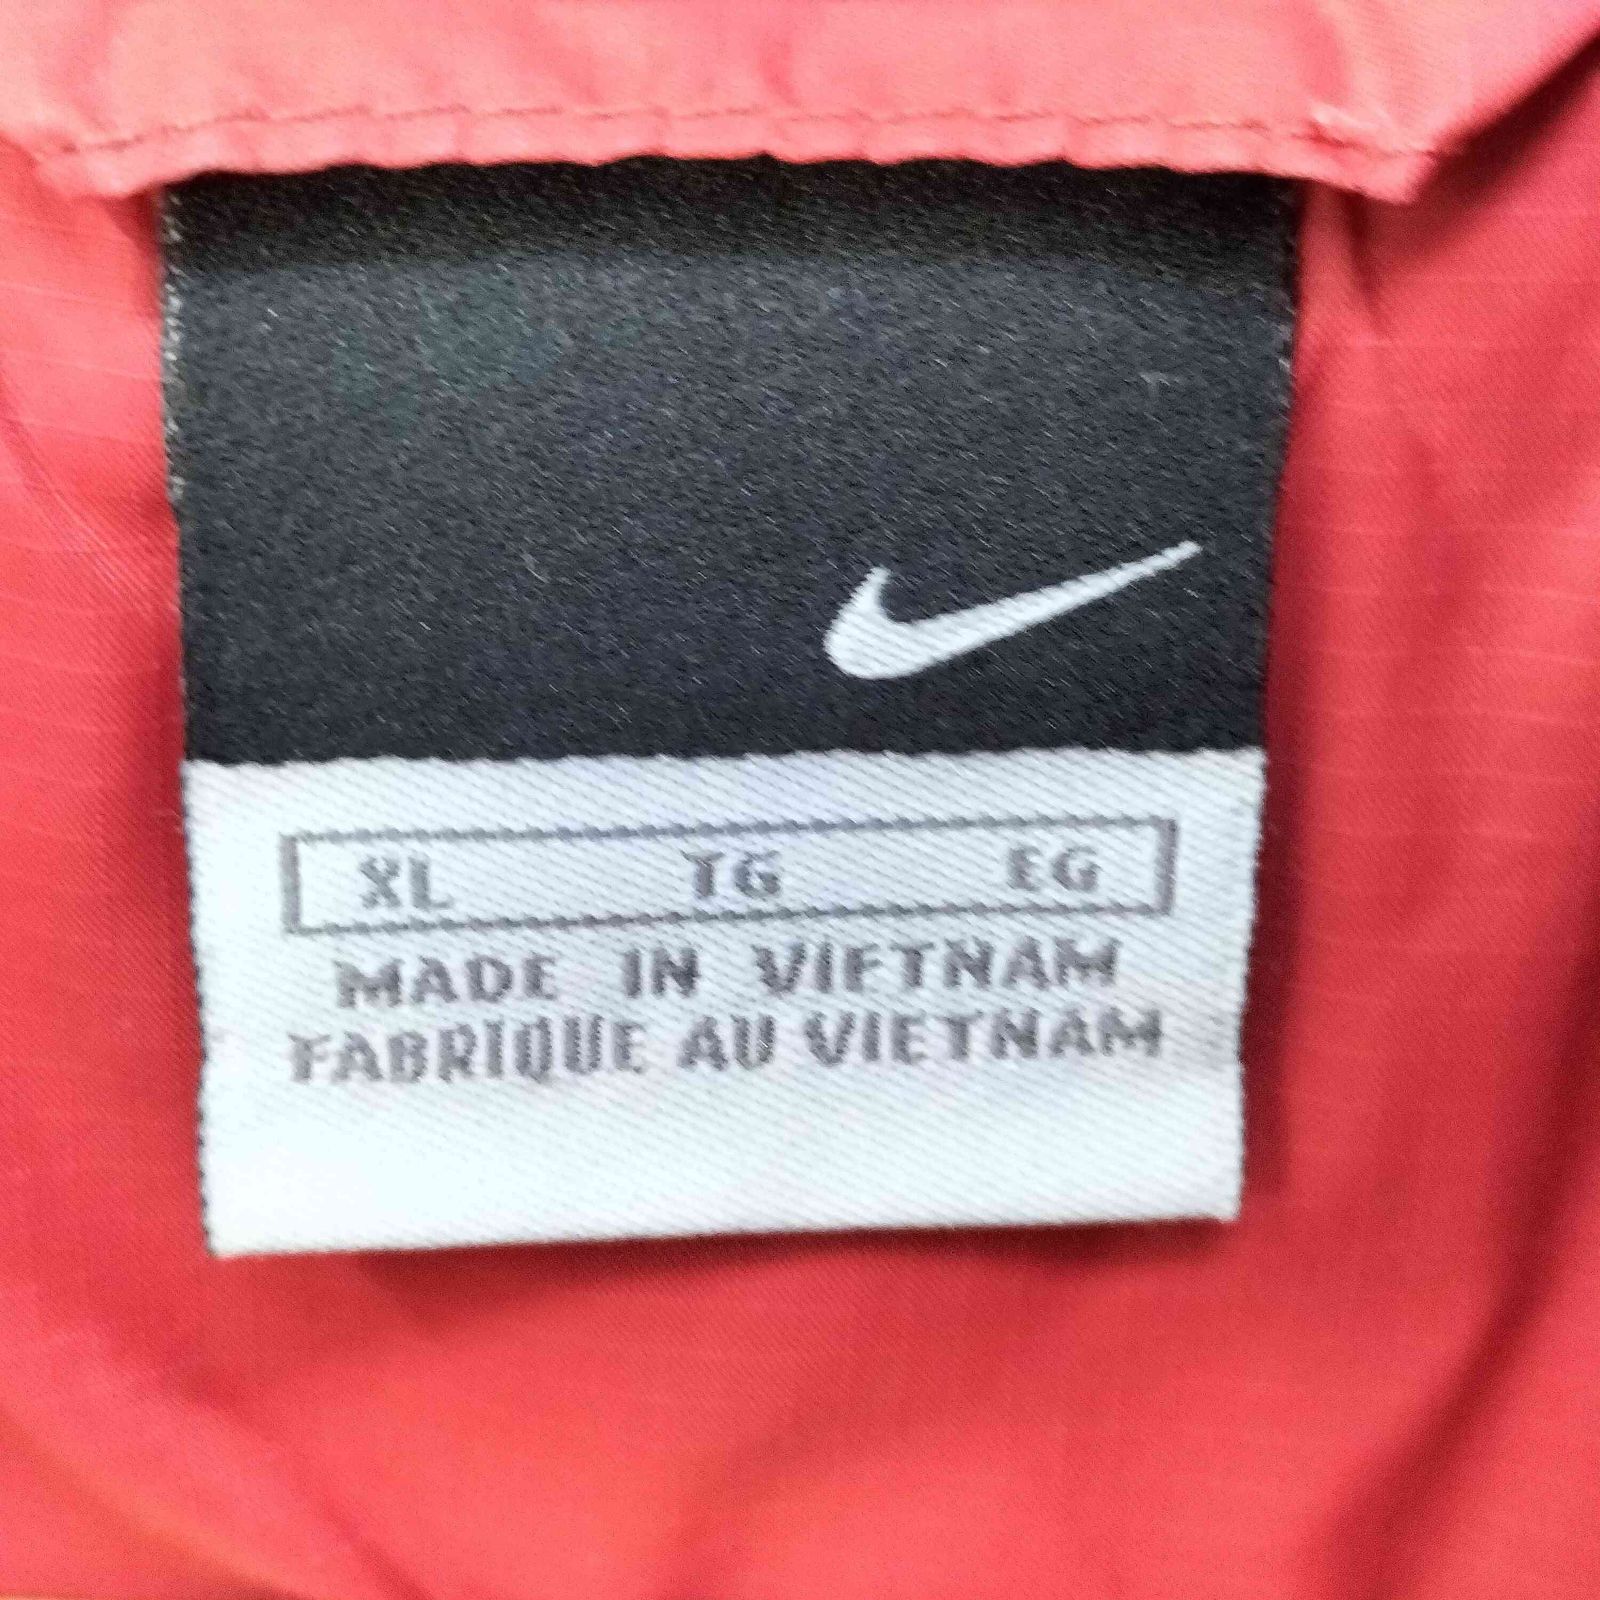 XL TG EG
MADE IN VIETNAM
FABRIQUE AU VIETNAM